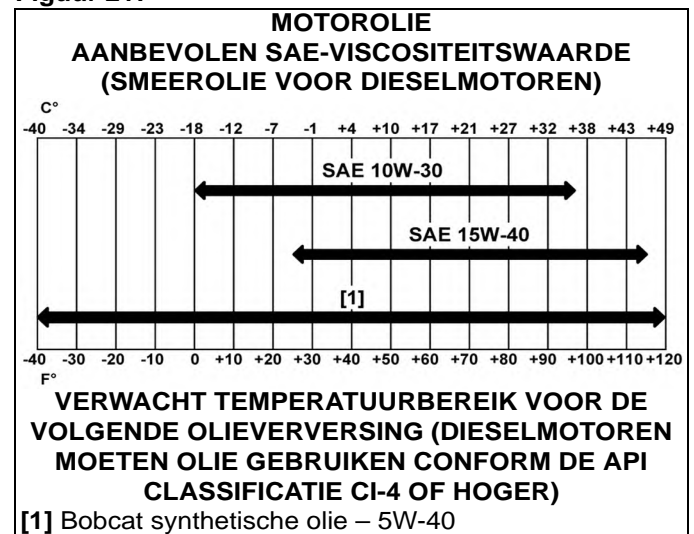 MOTOROLIE
AANBEVOLEN SAE-VISCOSITEITSWAARDE
(SMEEROLIE VOOR DIESELMOTOREN)
C°
-40 -34 -29 -23 -18 -12 -7 -1 +4 +10 +17 +21 +27 +32 +38 +43 +49
SAE 10W-30
SAE 15W-40
[1]
-40 -30 -20 -10 0 +10 +20 +30 +40 +50 +60 +70 +80 +90 +100 +110 +120
F°
VERWACHT TEMPERATUURBEREIK VOOR DE
VOLGENDE OLIEVERVERSING (DIESELMOTOREN
MOETEN OLIE GEBRUIKEN CONFORM DE API
CLASSIFICATIE CI-4 OF HOGER)
[1] Bobcat synthetische olie – 5W-40